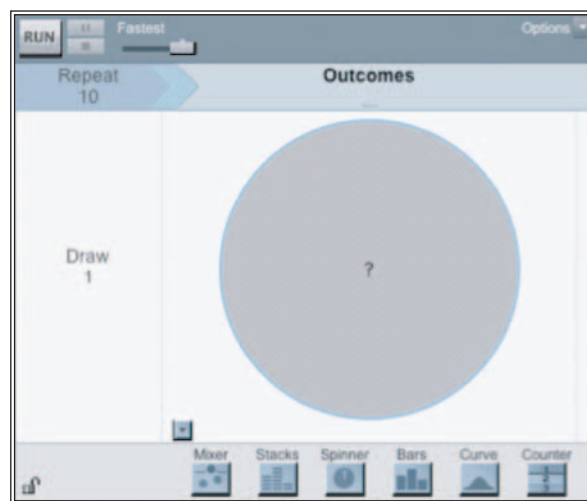 RUN
Fastest
Options
Repeat
10
Outcomes
Draw
1
?
Mixer
Stacks
Spinner
Bars
Curve
Counter